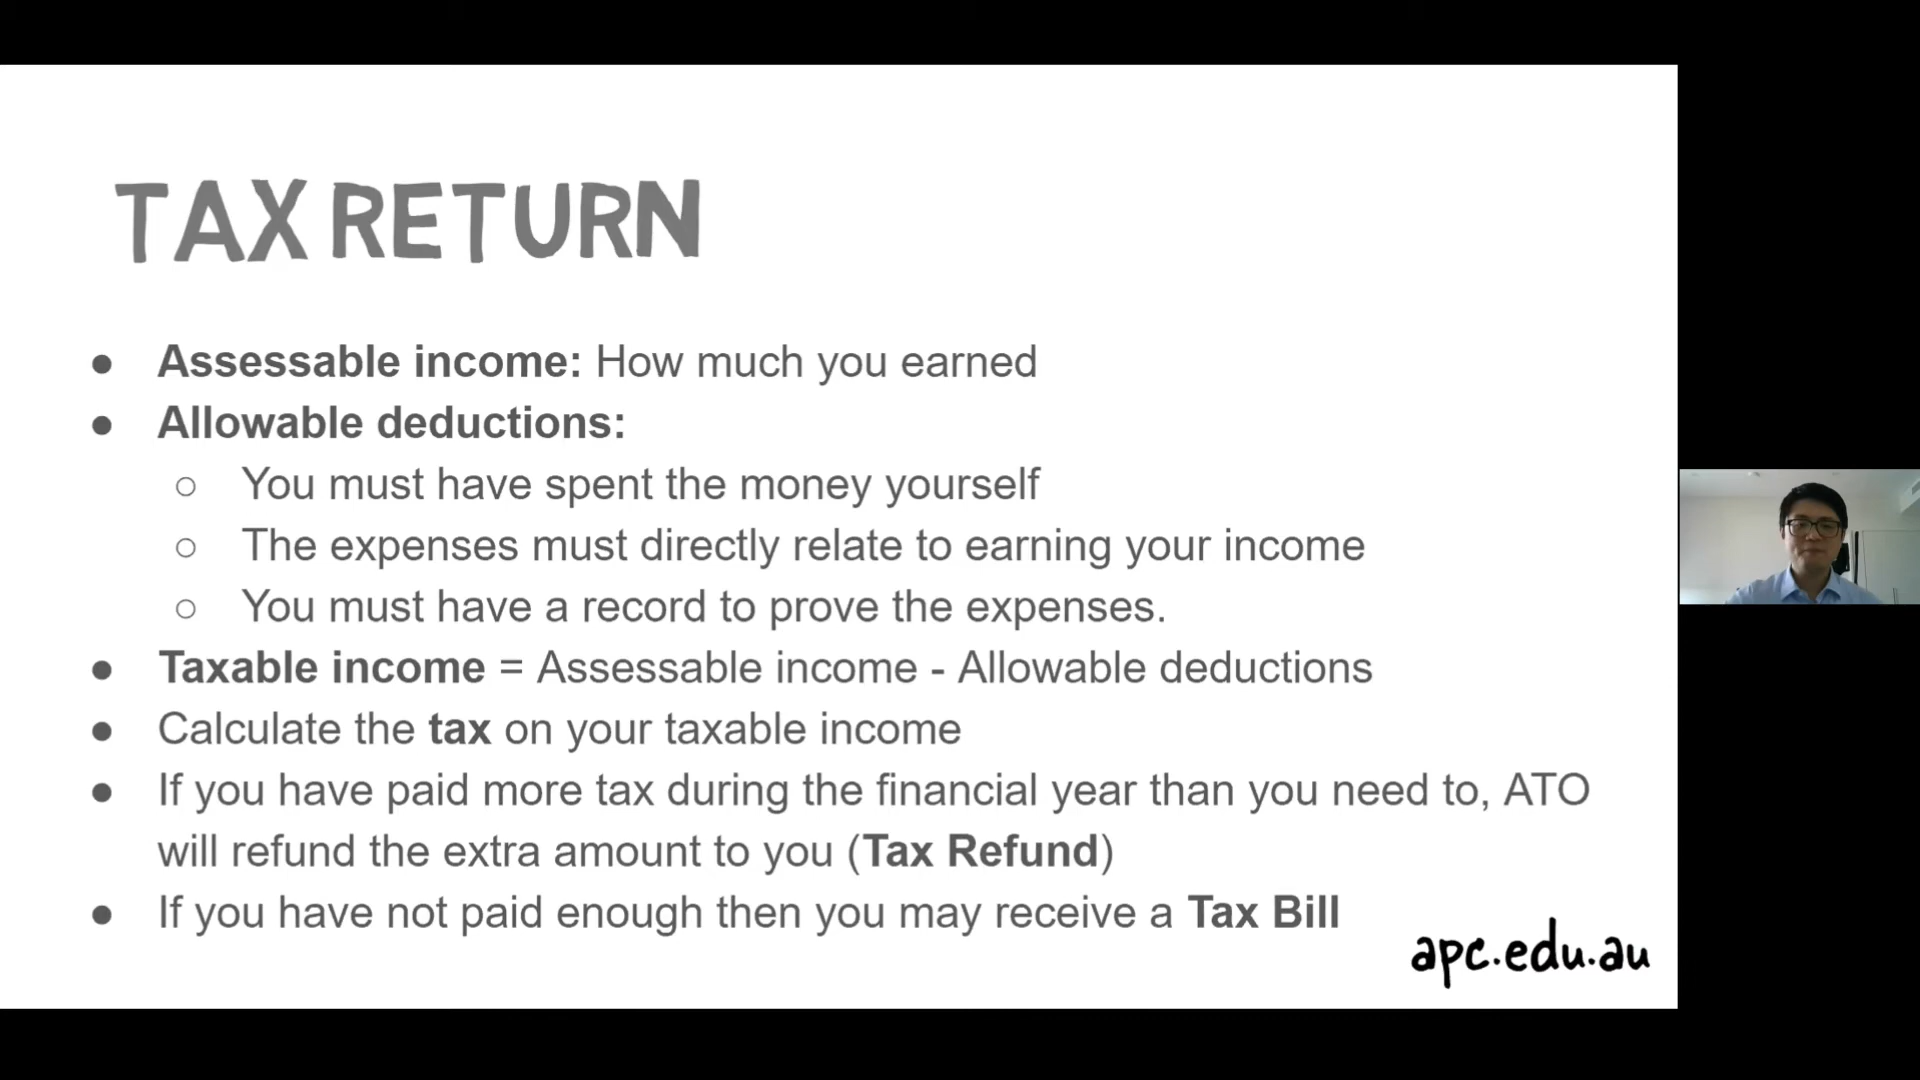 TAX RETURN
● Assessable income: How much you earned
● Allowable deductions:
○ You must have spent the money yourself
○ The expenses must directly relate to earning your income
○ You must have a record to prove the expenses.
● Taxable income = Assessable income - Allowable deductions
● Calculate the tax on your taxable income
● If you have paid more tax during the financial year than you need to, ATO
will refund the extra amount to you (Tax Refund)
● If you have not paid enough then you may receive a Tax Bill
apc.edu.au